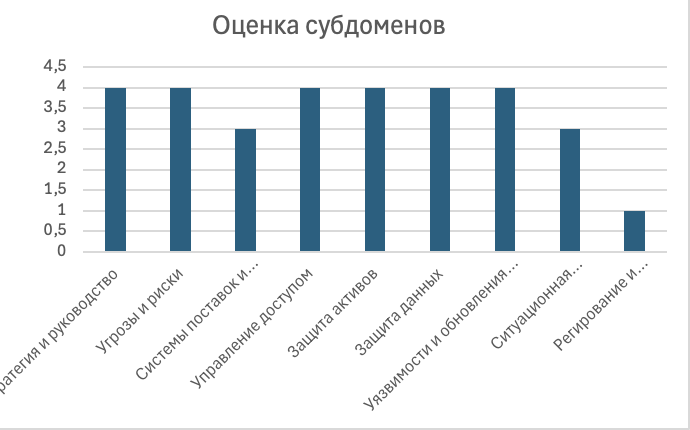 Оценка субдоменов
4,5
4
3,5
3
2,5
2
1,5
1
0,5
0
ратегия и руководство
Угрозы и риски
Системы поставок и...
Управление доступом
Защита активов
Защита данных
Уязвимости и обновления...
Ситуационная...
Регирование и...